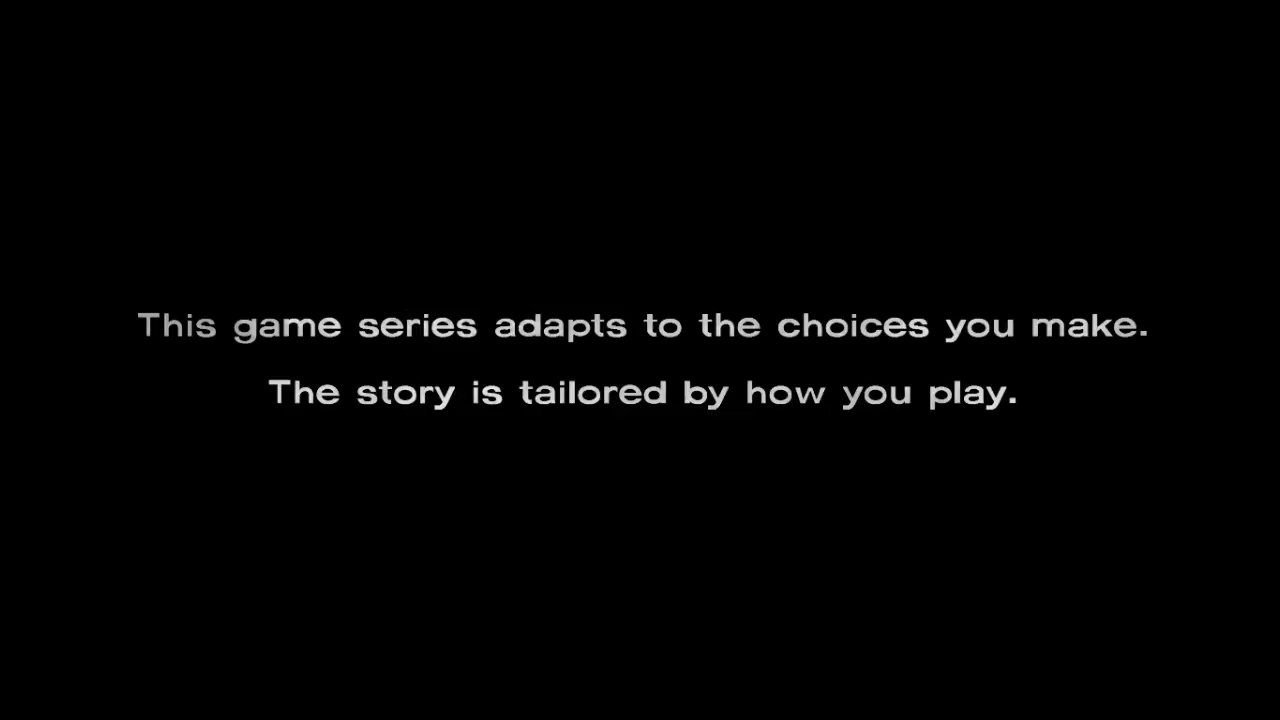 This game series adapts to the choices you make.
The story is tailored by how you play.